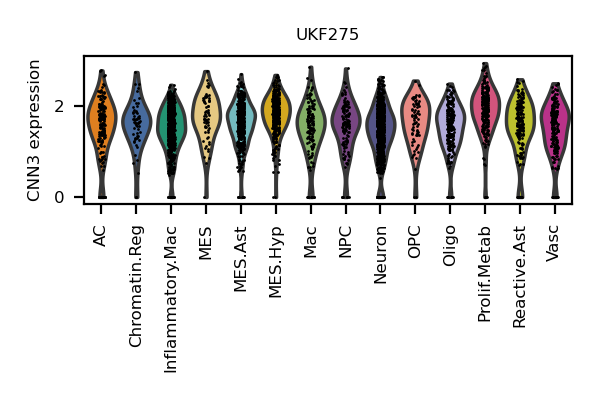 UKF275
CNN3 expression
2
0
AC
Chromatin.Reg
Inflammatory.Mac
MES
MES.Ast
MES.Hyp
Mac
NPC
Neuron
OPC
Oligo
Prolif.Metab
Reactive.Ast
Vasc